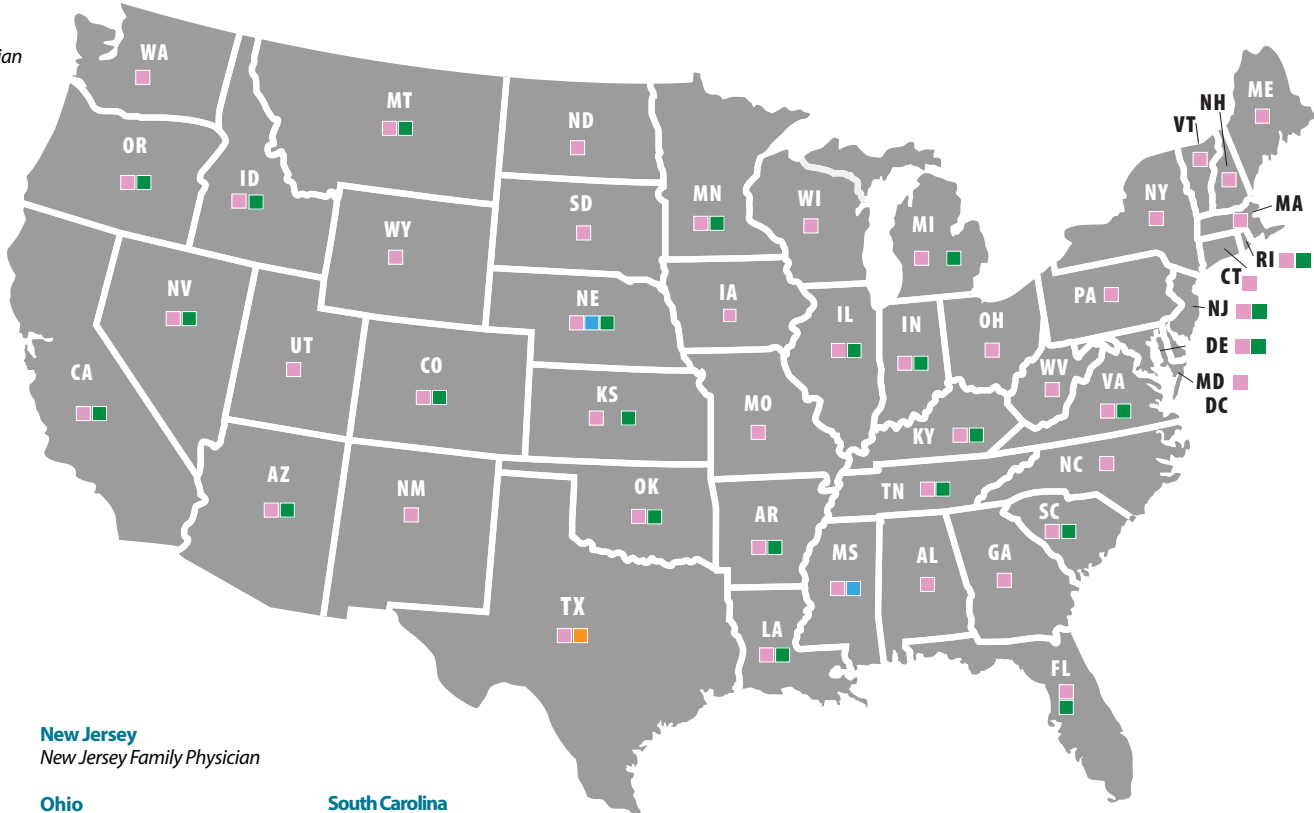 ian
WA
MT
ND
OR
ID
MN
WI
MI
NH
VT
ME
NY
MA
RI
CT
SD
WY
NV
NE
IA
PA
NJ
IL
IN
OH
DE
UT
CO
CA
WV
VA
MD
DC
KS
MO
KY
NC
AZ
NM
OK
TN
AR
SC
MS
AL
GA
TX
LA
FL
New Jersey
New Jersey Family Physician
Ohio
South Carolina